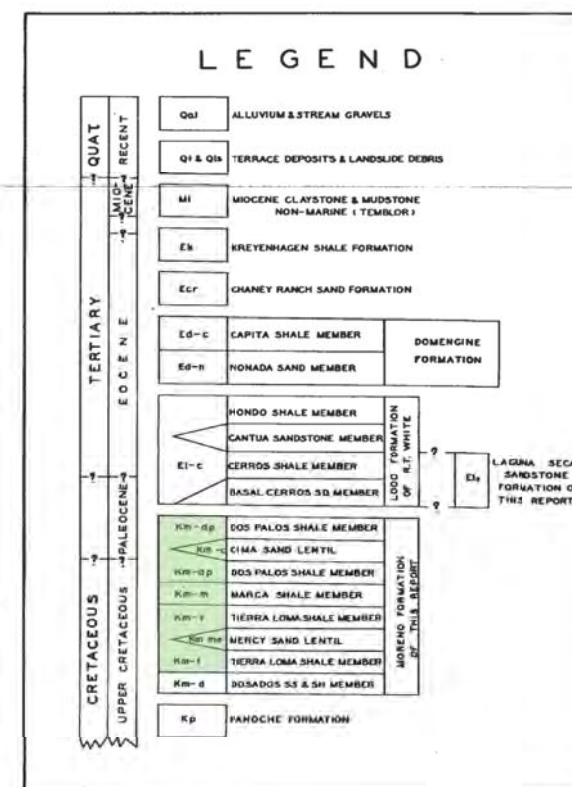 LEGEND
QUAT
RECENT
MIO-
CENE
TERTIARY
EOCENE
PALEOCENE
CRETACEOUS
UPPER CRETACEOUS
?
?
?
?
?
?
?
Qal ALLUVIUM & STREAM GRAVELS
Qt & Qls TERRACE DEPOSITS & LANDSLIDE DEBRIS
Ml MIOCENE CLAYSTONE & MUDSTONE
NON-MARINE (TEMBLOR)
Ek KREYENHAGEN SHALE FORMATION
Ecr CHANEY RANCH SAND FORMATION
Ed-c CAPITA SHALE MEMBER
Ed-n NONADA SAND MEMBER
DOMENGINE
FORMATION
HONDO SHALE MEMBER
CANTUA SANDSTONE MEMBER
El-c CERROS SHALE MEMBER
BASAL CERROS SD. MEMBER
LODO FORMATION
OF R.T. WHITE
?
?
Els
LAGUNA SECA
SANDSTONE
FORMATION O
THIS REPORT
Km-dp DOS PALOS SHALE MEMBER
Km-c CIMA SAND LENTIL
Km-dp DOS PALOS SHALE MEMBER
Km-m MARCA SHALE MEMBER
Km-t TIERRA LOMA SHALE MEMBER
Km me MERCY SAND LENTIL
Km-t TIERRA LOMA SHALE MEMBER
Km-d DOSADOS SS & SH MEMBER
MORENO FORMATION
OF THIS REPORT
Kp PANOCHE FORMATION